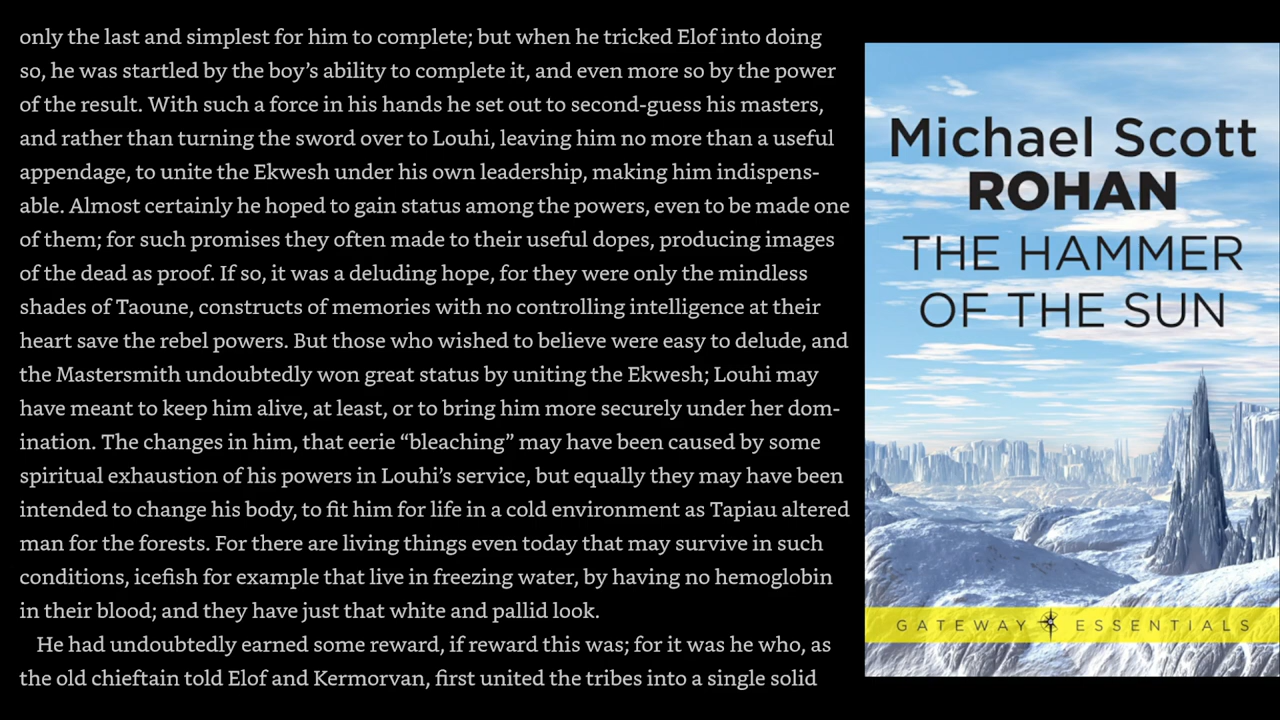 only the last and simplest for him to complete; but when he tricked Elof into doing
so, he was startled by the boy’s ability to complete it, and even more so by the power
of the result. With such a force in his hands he set out to second-guess his masters,
and rather than turning the sword over to Louhi, leaving him no more than a useful
appendage, to unite the Ekwesh under his own leadership, making him indispens-
able. Almost certainly he hoped to gain status among the powers, even to be made one
of them; for such promises they often made to their useful dopes, producing images
of the dead as proof. If so, it was a deluding hope, for they were only the mindless
shades of Taoune, constructs of memories with no controlling intelligence at their
heart save the rebel powers. But those who wished to believe were easy to delude, and
the Mastersmith undoubtedly won great status by uniting the Ekwesh; Louhi may
have meant to keep him alive, at least, or to bring him more securely under her dom-
ination. The changes in him, that eerie “bleaching” may have been caused by some
spiritual exhaustion of his powers in Louhi’s service, but equally they may have been
intended to change his body, to fit him for life in a cold environment as Tapiau altered
man for the forests. For there are living things even today that may survive in such
conditions, icefish for example that live in freezing water, by having no hemoglobin
in their blood; and they have just that white and pallid look.
He had undoubtedly earned some reward, if reward this was; for it was he who, as
the old chieftain told Elof and Kermorvan, first united the tribes into a single solid
Michael Scott
ROHAN
THE HAMMER
OF THE SUN
GATEWAY ESSENTIALS